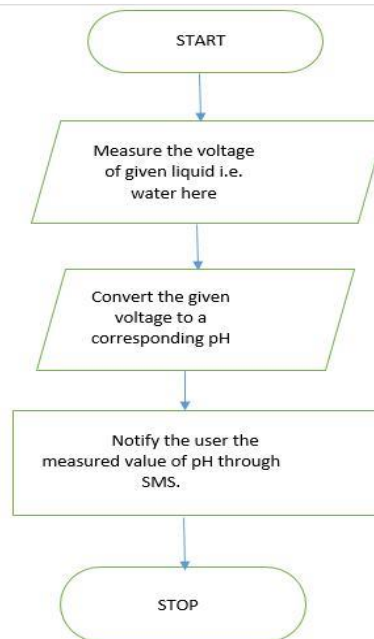 START
Measure the voltage
of given liquid i.e.
water here
Convert the given
voltage to a
corresponding pH
Notify the user the
measured value of pH through
SMS.
STOP